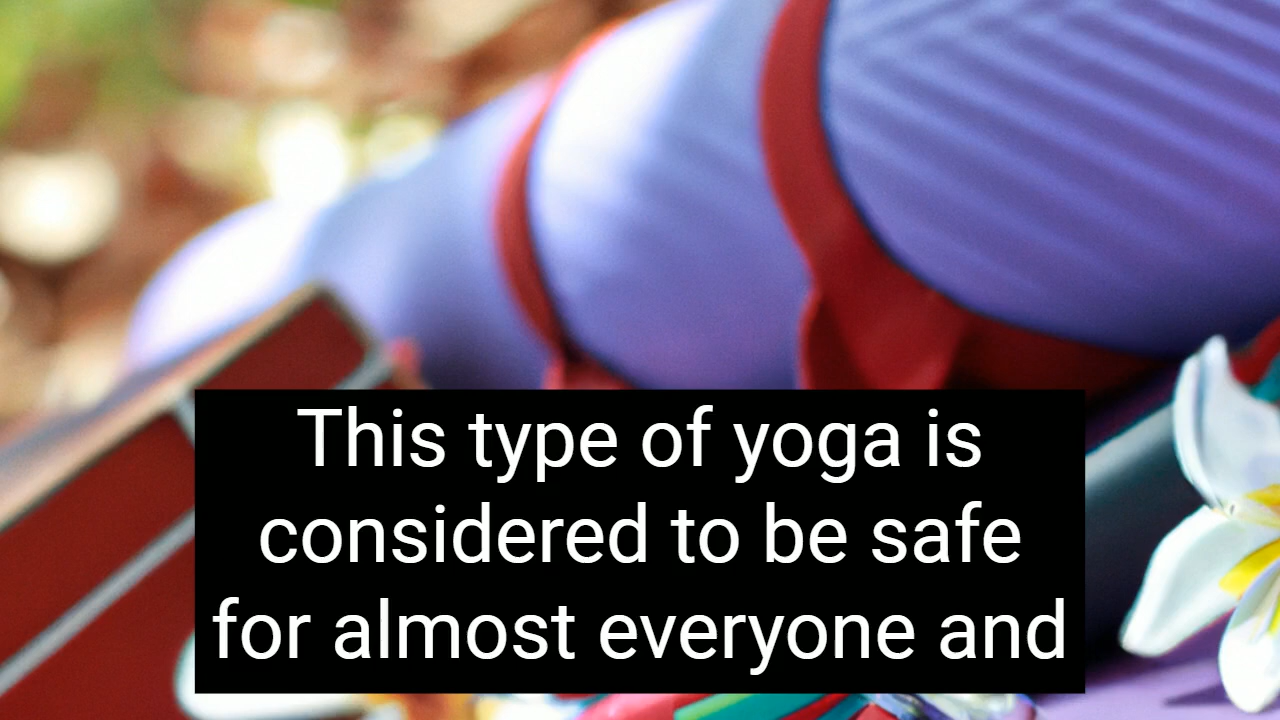 This type of yoga is
considered to be safe
for almost everyone and